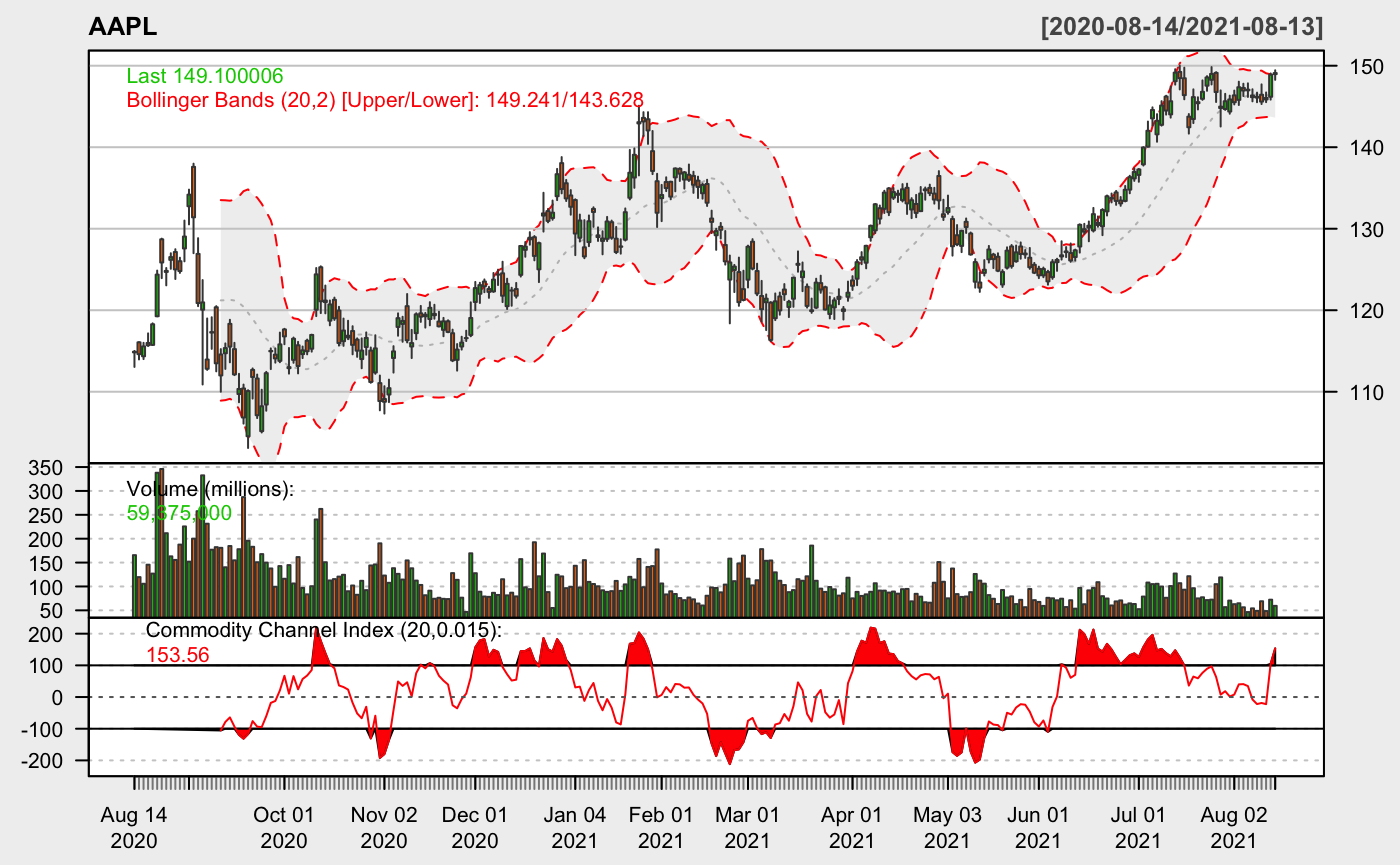 AAPL [2020-08-14/2021-08-13]
Last 149.100006
Bollinger Bands (20,2) [Upper/Lower]: 149.241/143.628
150
140
130
120
110
Volume (millions):
59,375,000
350
300
250
200
150
100
50
Commodity Channel Index (20,0.015):
153.56
200
100
0
-100
-200
Aug 14 Oct 01 Nov 02 Dec 01 Jan 04 Feb 01 Mar 01 Apr 01 May 03 Jun 01 Jul 01 Aug 02
2020 2020 2020 2020 2021 2021 2021 2021 2021 2021 2021 2021